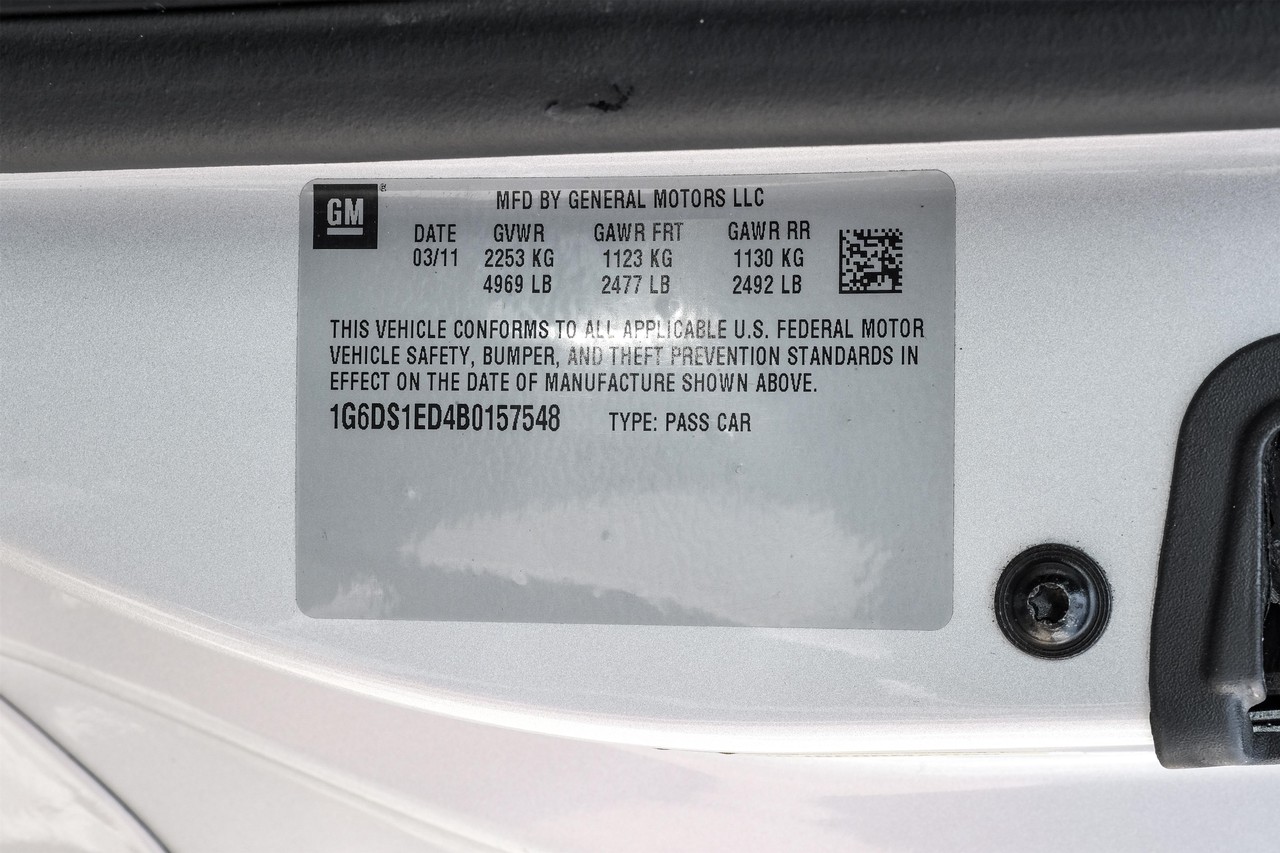 GM®
MFD BY GENERAL MOTORS LLC
DATE GVWR GAWR FRT GAWR RR
03/11 2253 KG 1123 KG 1130 KG
4969 LB 2477 LB 2492 LB
THIS VEHICLE CONFORMS TO ALL APPLICABLE U.S. FEDERAL MOTOR
VEHICLE SAFETY, BUMPER, AND THEFT PREVENTION STANDARDS IN
EFFECT ON THE DATE OF MANUFACTURE SHOWN ABOVE.
1G6DS1ED4B0157548 TYPE: PASS CAR